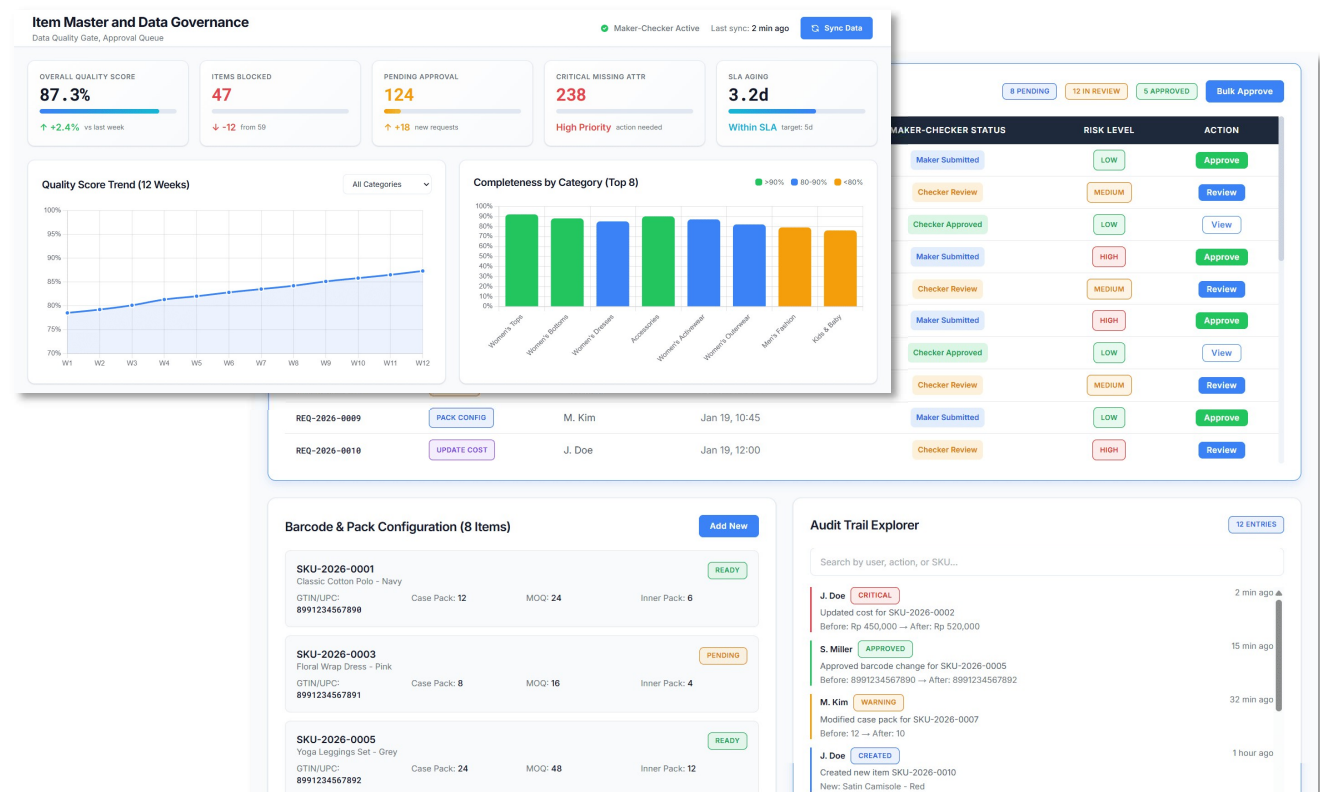 Item Master and Data Governance
Data Quality Gate, Approval Queue
Maker-Checker Active
Last sync: 2 min ago
Sync Data
OVERALL QUALITY SCORE
87.3%
↑ +2.4% vs last week
ITEMS BLOCKED
47
↓ -12 from 59
PENDING APPROVAL
124
↑ +18 new requests
CRITICAL MISSING ATTR
238
High Priority action needed
SLA AGING
3.2d
Within SLA target: 5d
Quality Score Trend (12 Weeks)
All Categories
100%
95%
90%
85%
80%
75%
70%
W1 W2 W3 W4 W5 W6 W7 W8 W9 W10 W11 W12
Completeness by Category (Top 8)
>90% 80-90% <80%
100%
90%
80%
70%
60%
50%
40%
30%
20%
10%
0%
Women's Tops
Women's Bottoms
Women's Dresses
Accessories
Women's Activewear
Women's Outerwear
Men's Fashion
Kids & Baby
8 PENDING
12 IN REVIEW
5 APPROVED
Bulk Approve
MAKER-CHECKER STATUS RISK LEVEL ACTION
Maker Submitted LOW Approve
Checker Review MEDIUM Review
Checker Approved LOW View
Maker Submitted HIGH Approve
Checker Review MEDIUM Review
Maker Submitted HIGH Approve
Checker Approved LOW View
Checker Review MEDIUM Review
REQ-2026-0009 PACK CONFIG M. Kim Jan 19, 10:45 Maker Submitted LOW Approve
REQ-2026-0010 UPDATE COST J. Doe Jan 19, 12:00 Checker Review HIGH Review
Barcode & Pack Configuration (8 Items)
Add New
SKU-2026-0001
READY
Classic Cotton Polo - Navy
GTIN/UPC: Case Pack: 12 MOQ: 24 Inner Pack: 6
8991234567890
SKU-2026-0003
PENDING
Floral Wrap Dress - Pink
GTIN/UPC: Case Pack: 8 MOQ: 16 Inner Pack: 4
8991234567891
SKU-2026-0005
READY
Yoga Leggings Set - Grey
GTIN/UPC: Case Pack: 24 MOQ: 48 Inner Pack: 12
8991234567892
Audit Trail Explorer
12 ENTRIES
Search by user, action, or SKU...
J. Doe CRITICAL 2 min ago
Updated cost for SKU-2026-0002
Before: Rp 450,000 → After: Rp 520,000
S. Miller APPROVED 15 min ago
Approved barcode change for SKU-2026-0005
Before: 8991234567890 → After: 8991234567892
M. Kim WARNING 32 min ago
Modified case pack for SKU-2026-0007
Before: 12 → After: 10
J. Doe CREATED 1 hour ago
Created new item SKU-2026-0010
New: Satin Camisole - Red